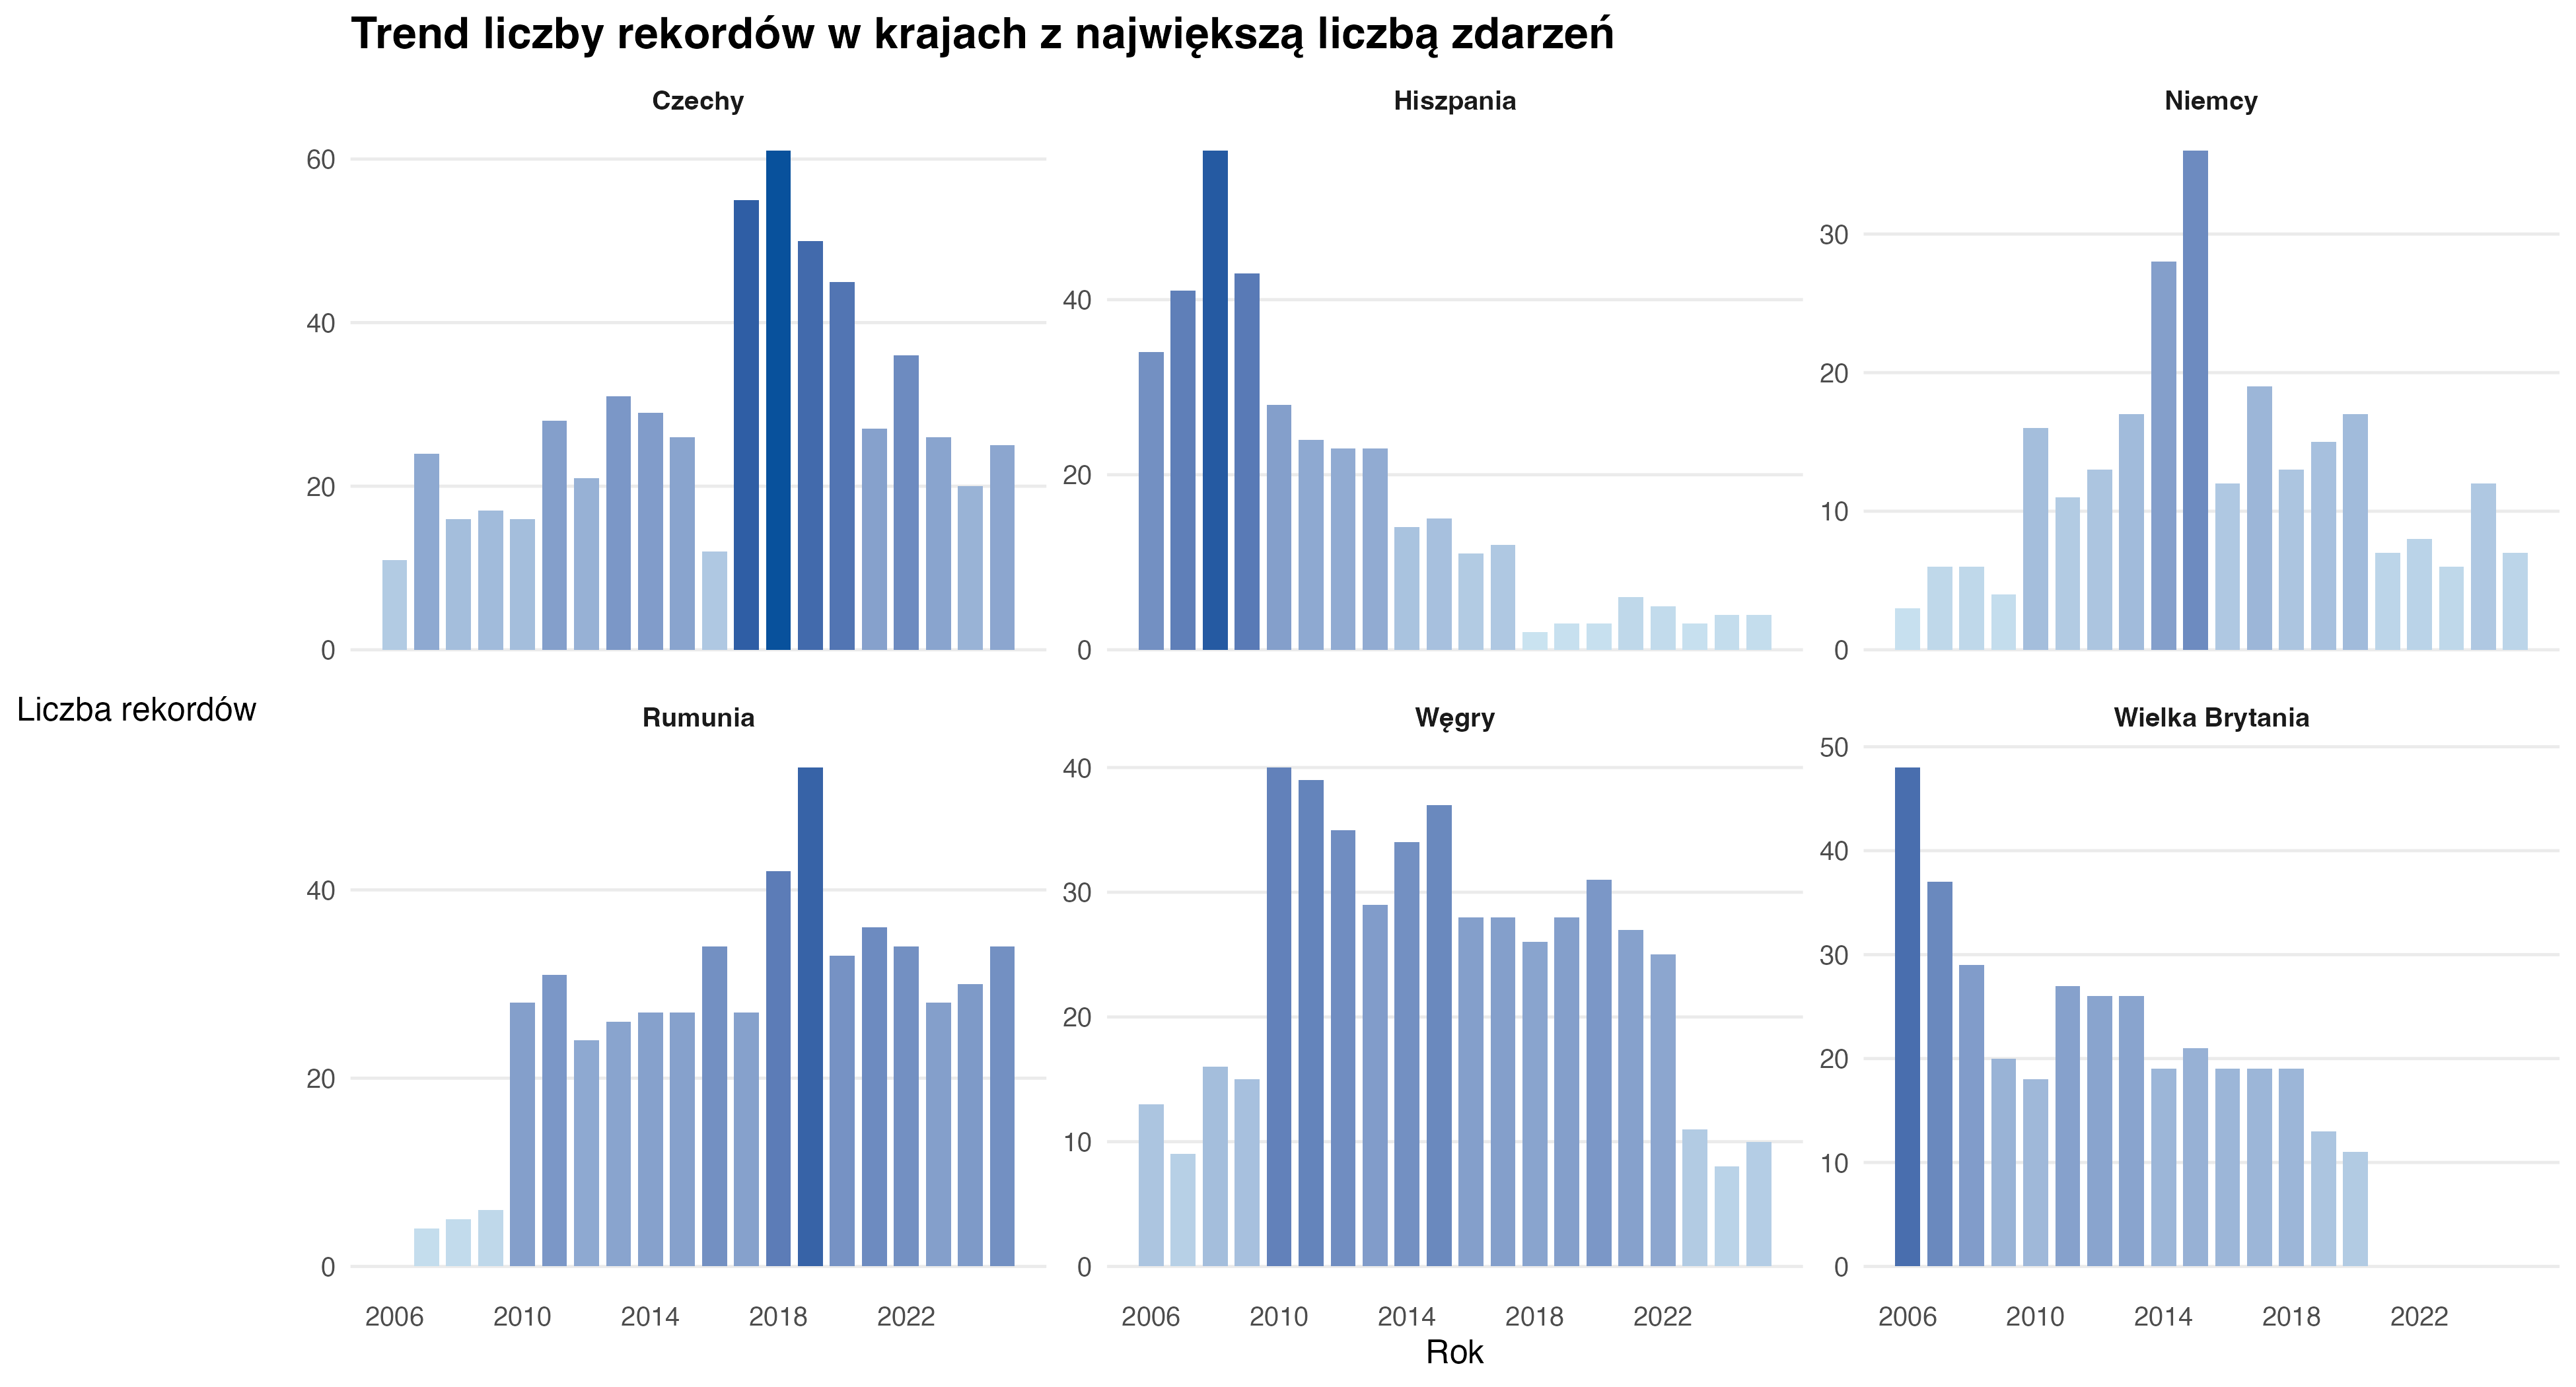 Trend liczby rekordów w krajach z największą liczbą zdarzeń
Czechy
Hiszpania
Niemcy
60
40
20
0
40
20
0
30
20
10
0
Liczba rekordów
Rumunia
Węgry
Wielka Brytania
40
20
0
40
30
20
10
0
50
40
30
20
10
0
2006 2010 2014 2018 2022
2006 2010 2014 2018 2022
2006 2010 2014 2018 2022
Rok